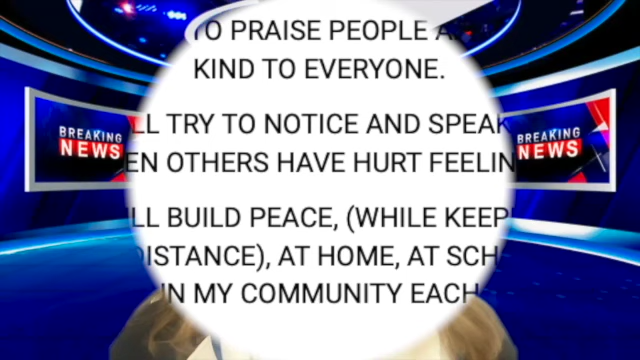 TO PRAISE PEOPLE A
KIND TO EVERYONE.
LL TRY TO NOTICE AND SPEAK
EN OTHERS HAVE HURT FEELIN
LL BUILD PEACE, (WHILE KEEP
DISTANCE), AT HOME, AT SCH
IN MY COMMUNITY EACH
BREAKING
NEWS
BREAKING
NEWS